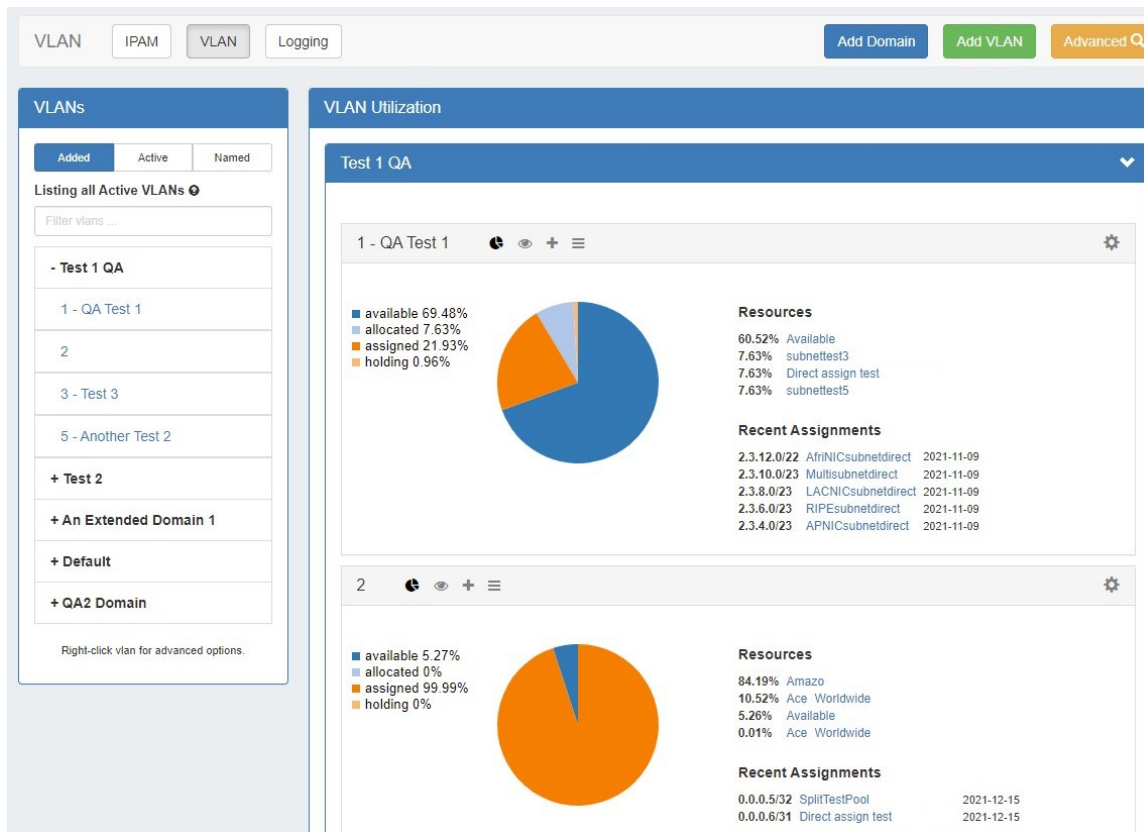 VLAN IPAM VLAN Logging Add Domain Add VLAN Advanced
VLANs
Added Active Named
Listing all Active VLANs
Filter vlans ...
- Test 1 QA
1 - QA Test 1
2
3 - Test 3
5 - Another Test 2
+ Test 2
+ An Extended Domain 1
+ Default
+ QA2 Domain
Right-click vlan for advanced options.
VLAN Utilization
Test 1 QA
1 - QA Test 1
available 69.48%
allocated 7.63%
assigned 21.93%
holding 0.96%
Resources
60.52% Available
7.63% subnettest3
7.63% Direct assign test
7.63% subnettest5
Recent Assignments
2.3.12.0/22 AfriNICsubnetdirect 2021-11-09
2.3.10.0/23 Multisubnetdirect 2021-11-09
2.3.8.0/23 LACNICsubnetdirect 2021-11-09
2.3.6.0/23 RIPEsubnetdirect 2021-11-09
2.3.4.0/23 APNICsubnetdirect 2021-11-09
2
available 5.27%
allocated 0%
assigned 99.99%
holding 0%
Resources
84.19% Amazo
10.52% Ace Worldwide
5.26% Available
0.01% Ace Worldwide
Recent Assignments
0.0.0.5/32 SplitTestPool 2021-12-15
0.0.0.6/31 Direct assign test 2021-12-15